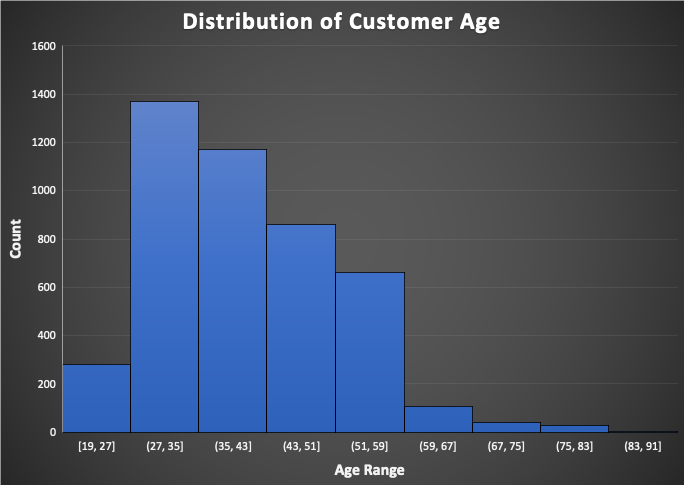 Distribution of Customer Age
1600
1400
1200
1000
800
600
400
200
0
Count
[19, 27] (27, 35] (35, 43] (43, 51] (51, 59] (59, 67] (67, 75] (75, 83] (83, 91]
Age Range